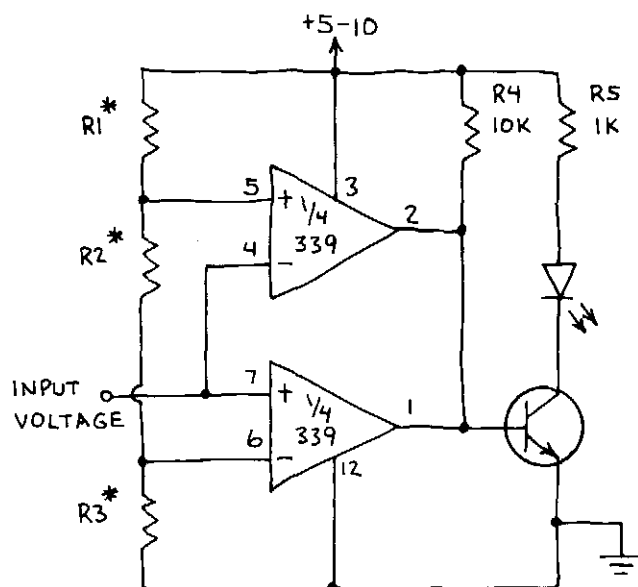 +5-10
R1*
R4
10K
R5
1K
5
+
3
1/4
339
2
4
-
R2*
INPUT
VOLTAGE
7
+
1/4
339
1
6
-
12
R3*